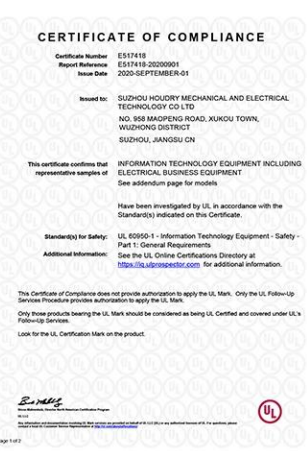 CERTIFICATE OF COMPLIANCE
Certificate Number E517418
Report Reference E517418-20200901
Issue Date 2020-SEPTEMBER-01
Issued to: SUZHOU HOUDRY MECHANICAL AND ELECTRICAL
TECHNOLOGY CO LTD
NO. 958 MAOPENG ROAD, XUKOU TOWN,
WUZHONG DISTRICT
SUZHOU, JIANGSU CN
This certificate confirms that INFORMATION TECHNOLOGY EQUIPMENT INCLUDING
representative samples of ELECTRICAL BUSINESS EQUIPMENT
See addendum page for models
Have been investigated by UL in accordance with the
Standard(s) indicated on this Certificate.
Standard(s) for Safety: UL 60950-1 - Information Technology Equipment - Safety -
Part 1: General Requirements
Additional Information: See the UL Online Certifications Directory at
https://iq.ulprospector.com for additional information.
This Certificate of Compliance does not provide authorization to apply the UL Mark. Only the UL Follow-Up
Services Procedure provides authorization to apply the UL Mark.
Only those products bearing the UL Mark should be considered as being UL Certified and covered under UL's
Follow-Up Services.
Look for the UL Certification Mark on the product.
UL
age 1 of 2